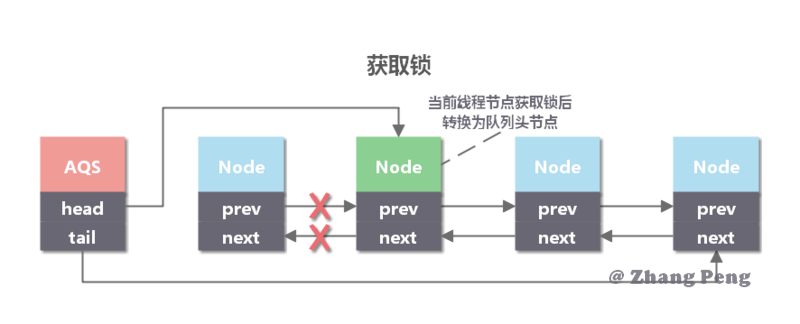 获取锁
当前线程节点获取锁后
转换为队列头节点
AQS
head
tail
Node
prev
next
Node
prev
next
Node
prev
next
Node
prev
next
@ Zhang Peng